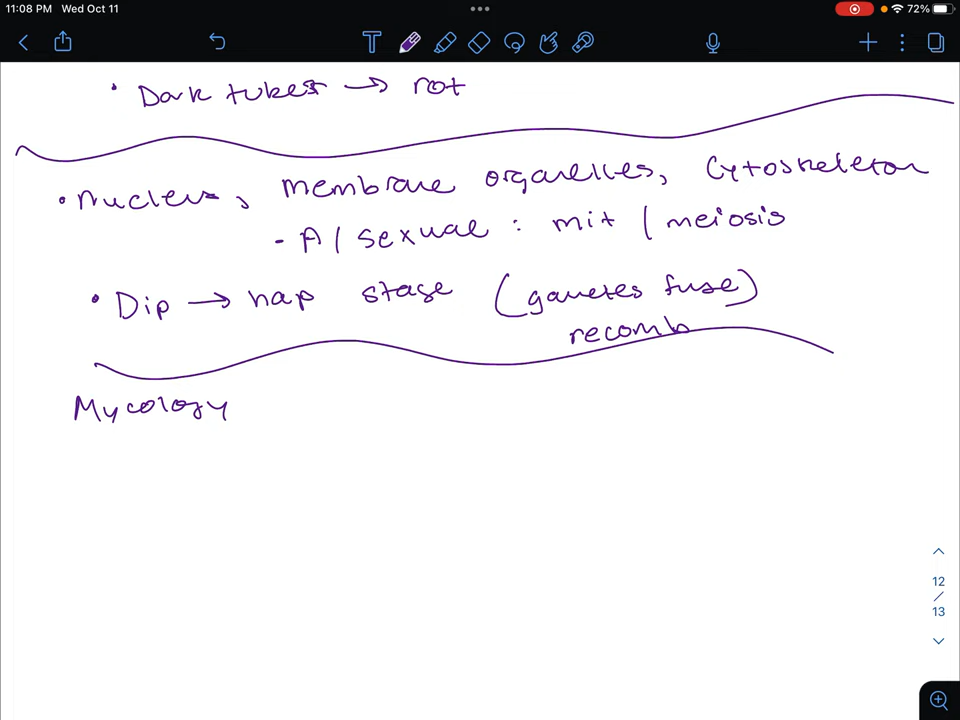 11:08 PM Wed Oct 11
72%
• Dark tubes → rot
• Nucleus, membrane organelles, Cytoskeleton
- A/sexual : mit / meiosis
• Dip → hap stage (gametes fuse)
recomb
Mycology
12
/
13